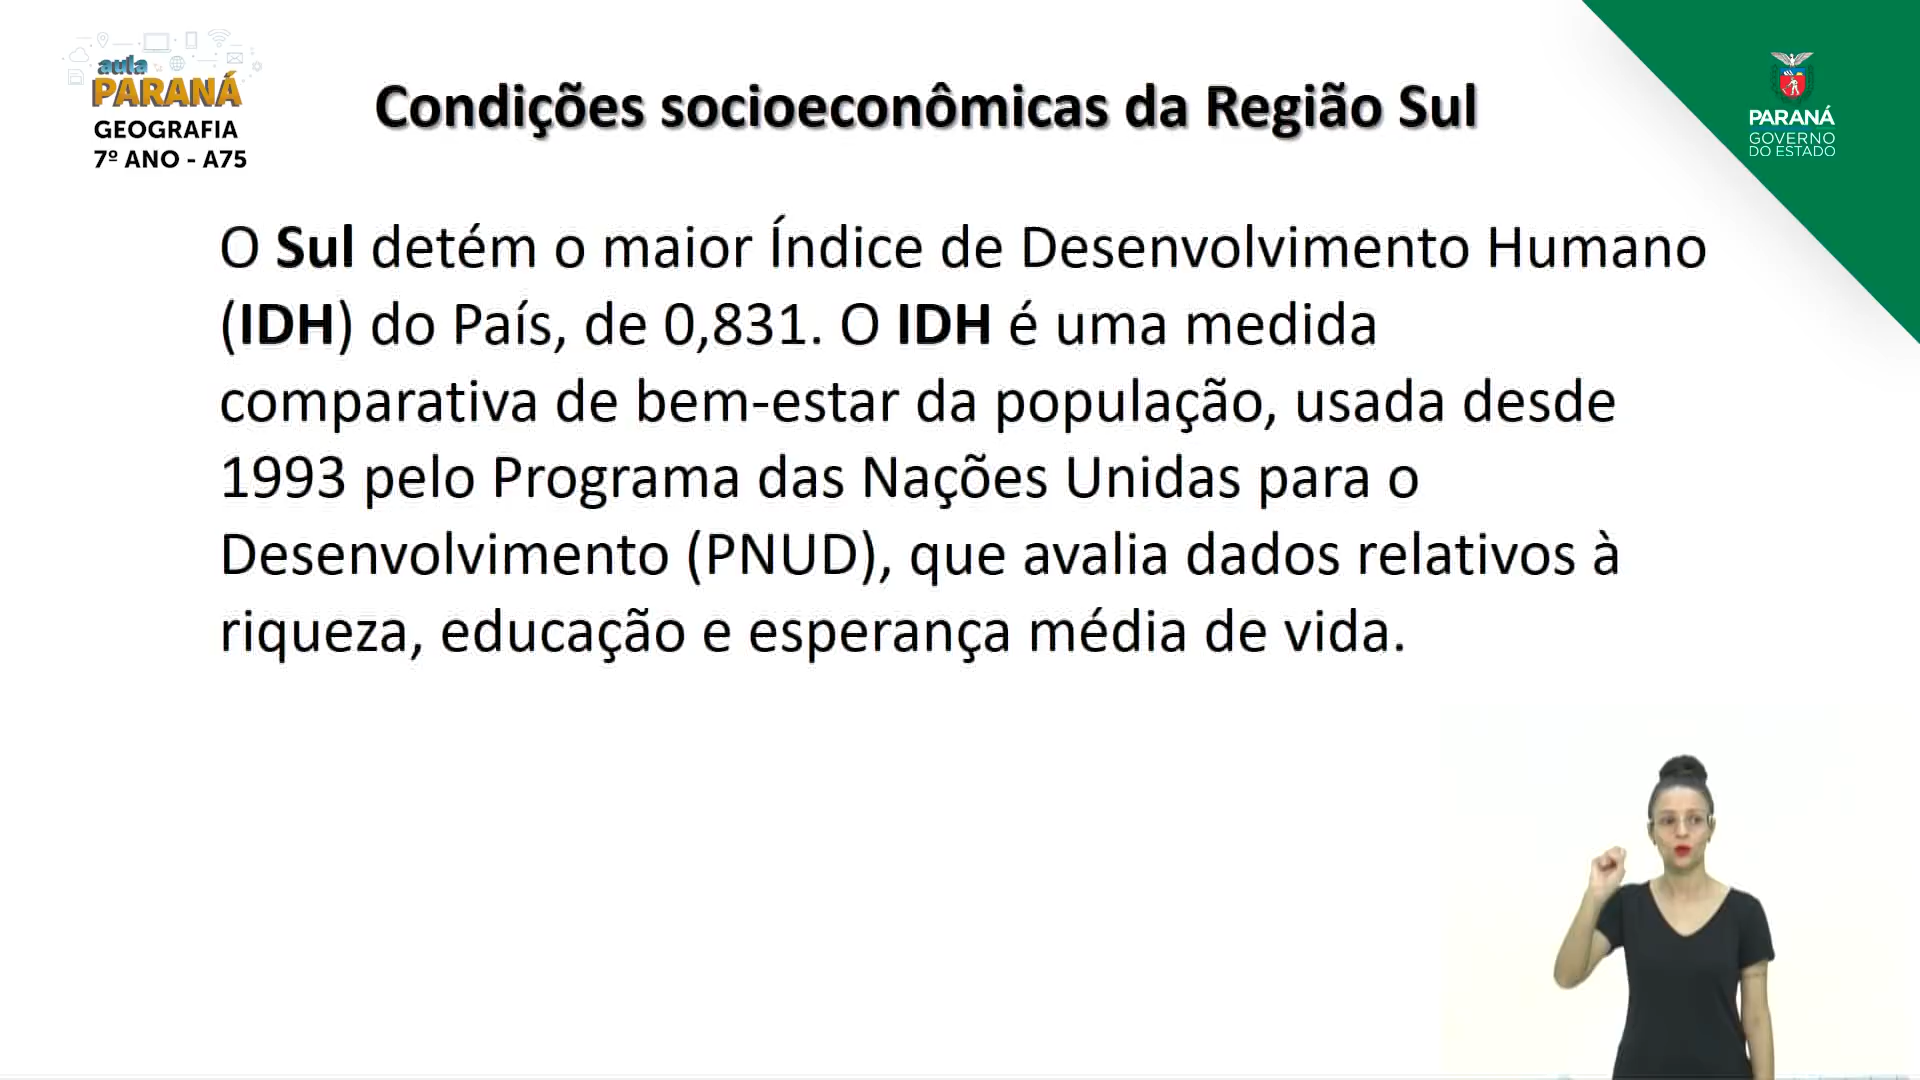 aula
PARANÁ
GEOGRAFIA
7º ANO - A75
Condições socioeconômicas da Região Sul
PARANÁ
GOVERNO
DO ESTADO
O Sul detém o maior Índice de Desenvolvimento Humano
(IDH) do País, de 0,831. O IDH é uma medida
comparativa de bem-estar da população, usada desde
1993 pelo Programa das Nações Unidas para o
Desenvolvimento (PNUD), que avalia dados relativos à
riqueza, educação e esperança média de vida.